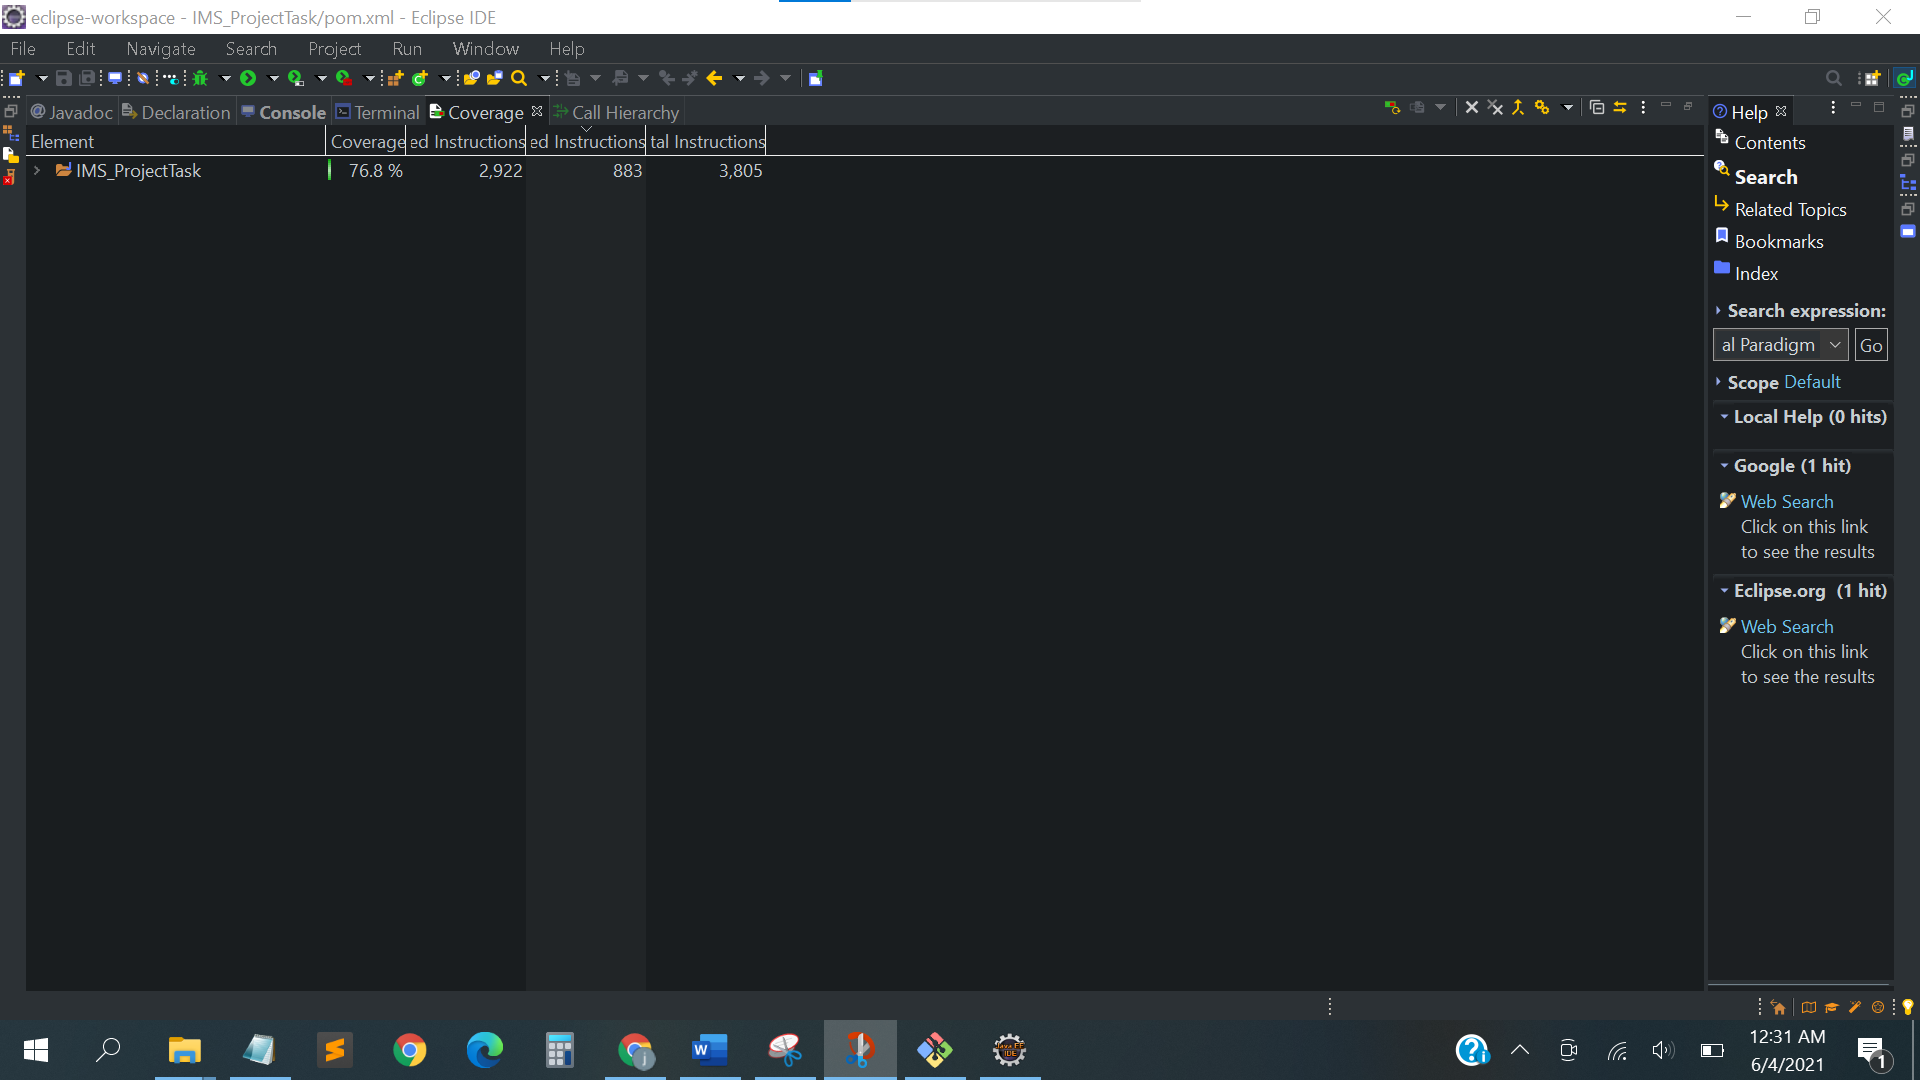 eclipse-workspace - IMS_ProjectTask/pom.xml - Eclipse IDE
File Edit Navigate Search Project Run Window Help
@ Javadoc Declaration Console Terminal Coverage Call Hierarchy
Element Coverage ed Instructions ed Instructions tal Instructions
IMS_ProjectTask 76.8 % 2,922 883 3,805
Help
Contents
Search
Related Topics
Bookmarks
Index
Search expression:
al Paradigm Go
Scope Default
Local Help (0 hits)
Google (1 hit)
Web Search
Click on this link
to see the results
Eclipse.org (1 hit)
Web Search
Click on this link
to see the results
12:31 AM
6/4/2021
1